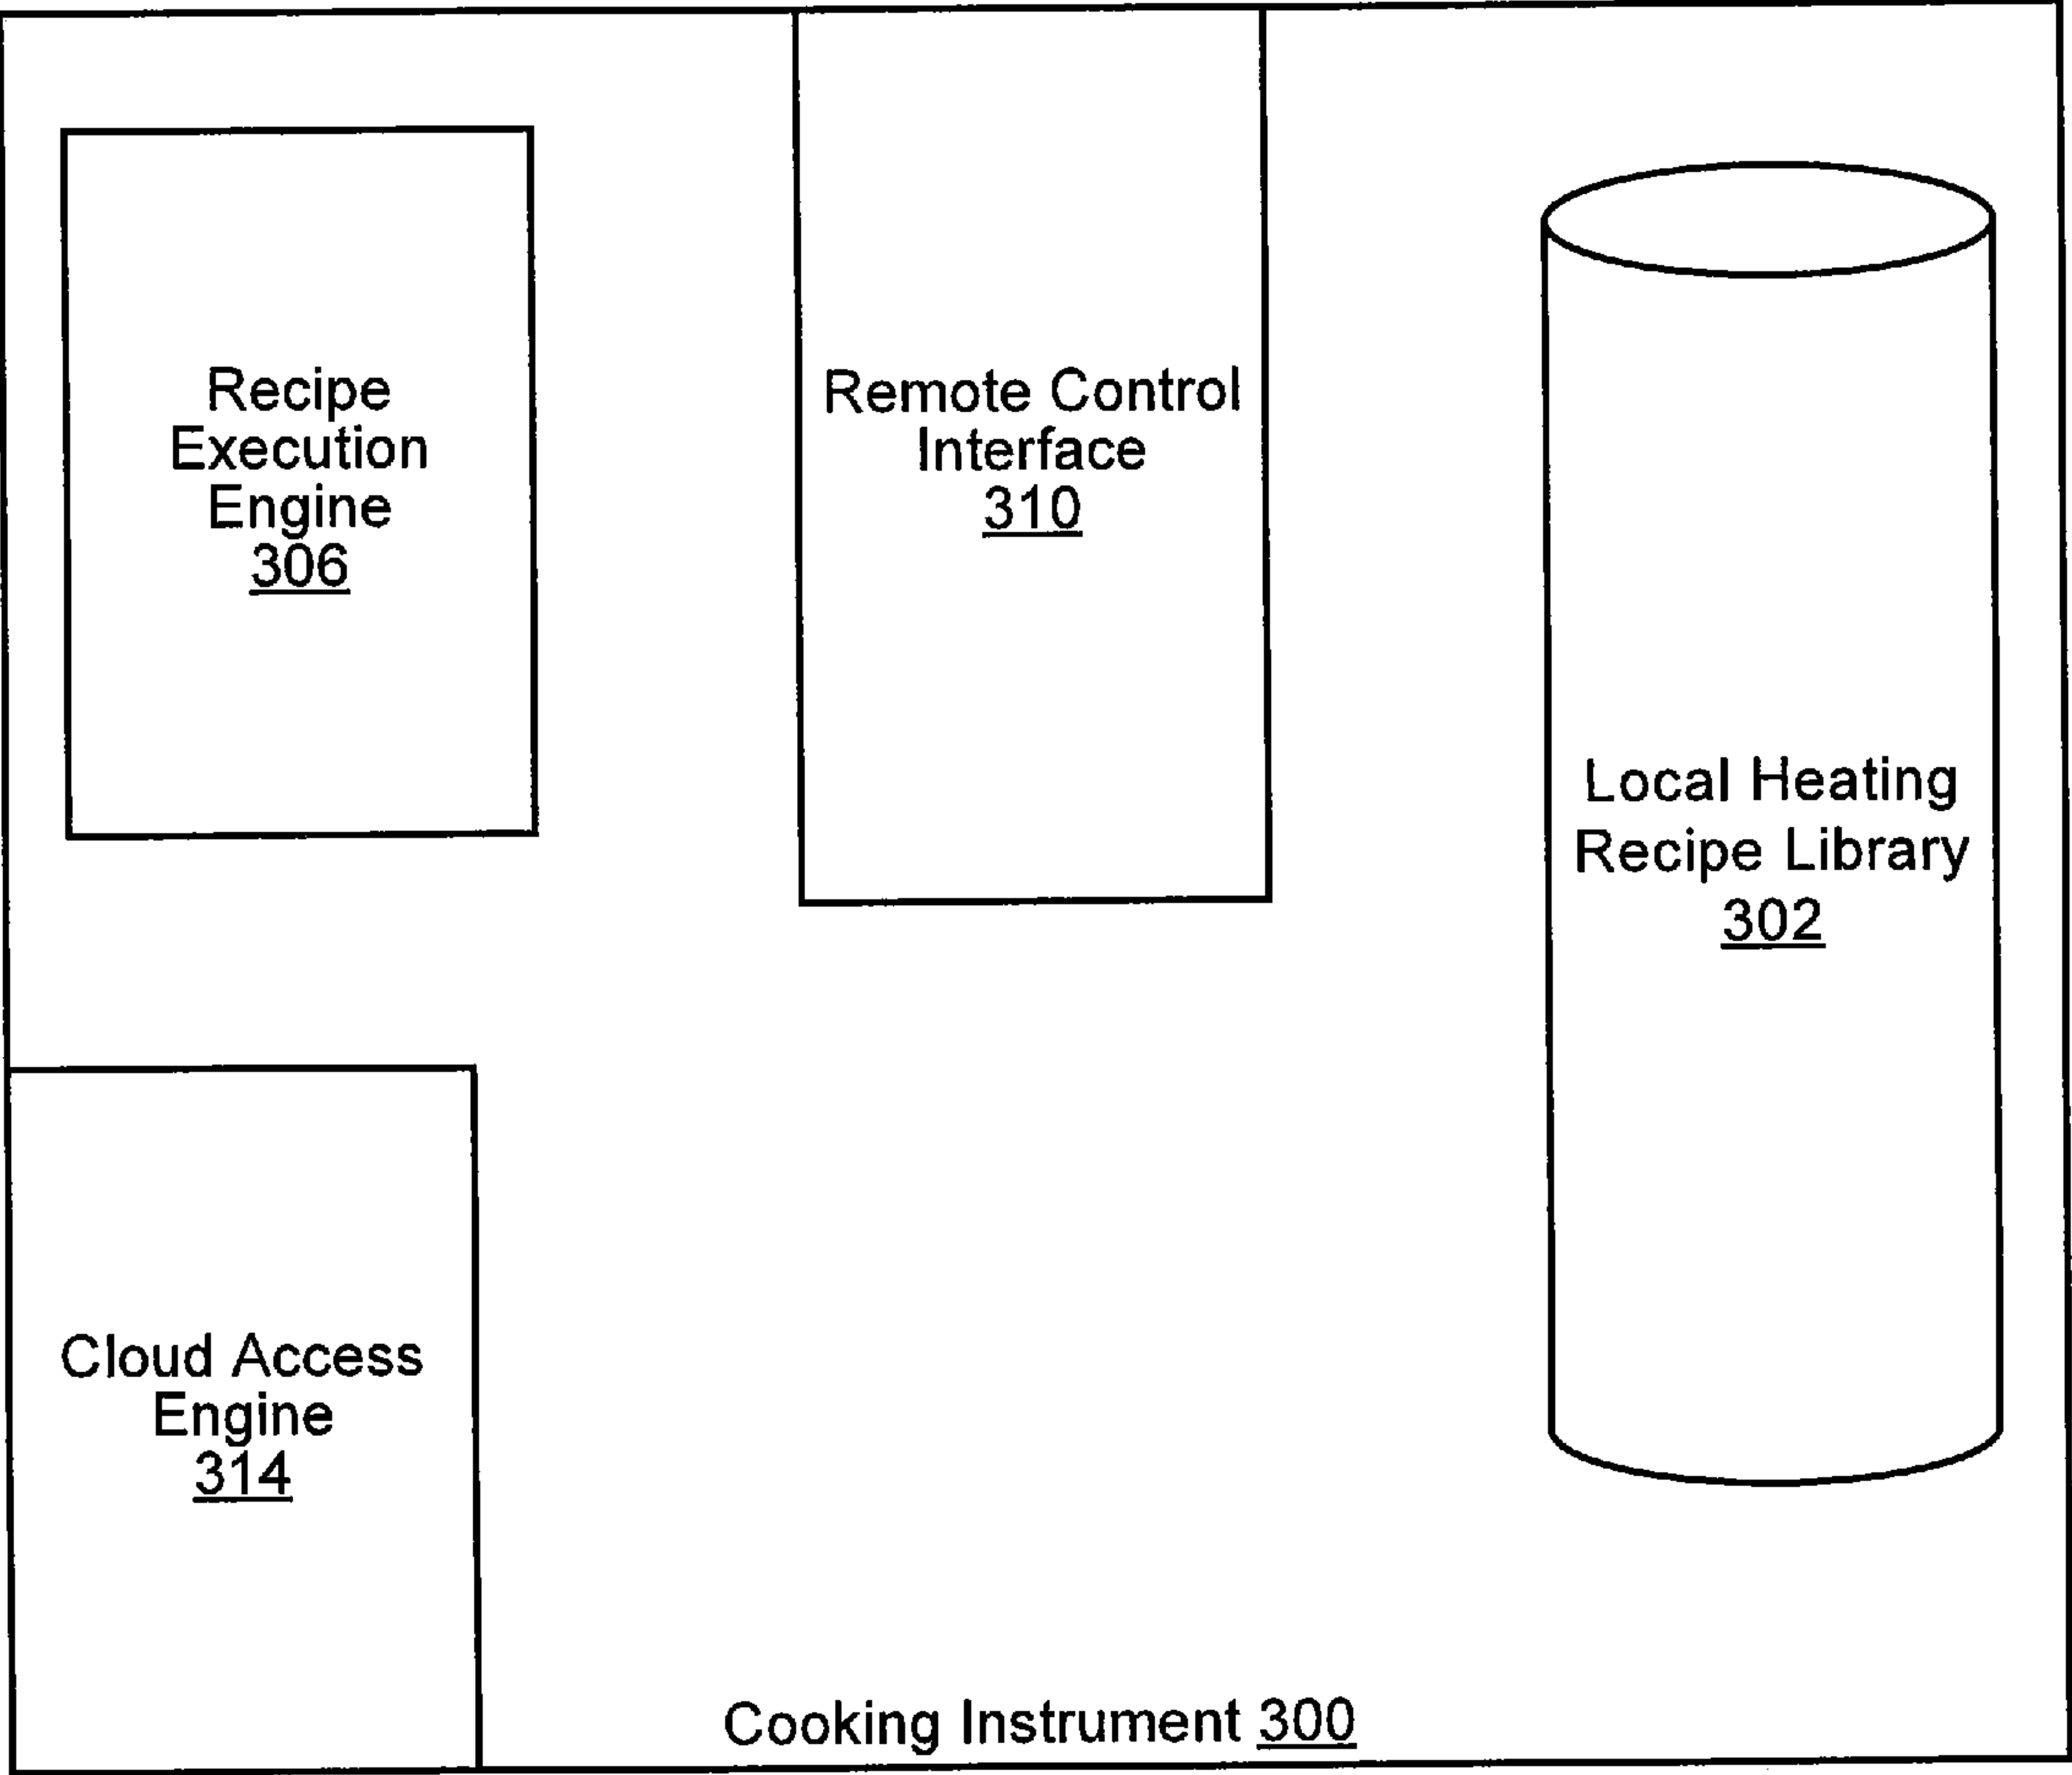 Recipe
Execution
Engine
306
Remote Control
Interface
310
Local Heating
Recipe Library
302
Cloud Access
Engine
314
Cooking Instrument 300